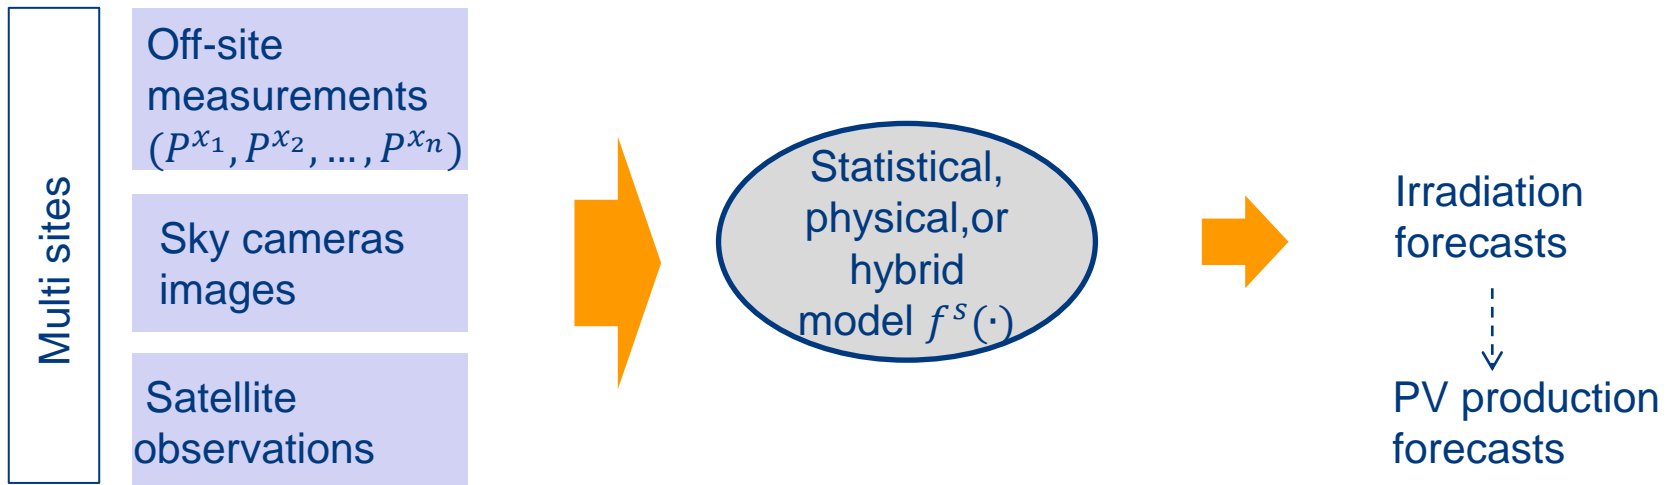 Multi sites
Off-site
measurements
(P^{x_1}, P^{x_2}, ... , P^{x_n})
Sky cameras
images
Satellite
observations
Statistical,
physical,or
hybrid
model f^s(·)
Irradiation
forecasts
PV production
forecasts